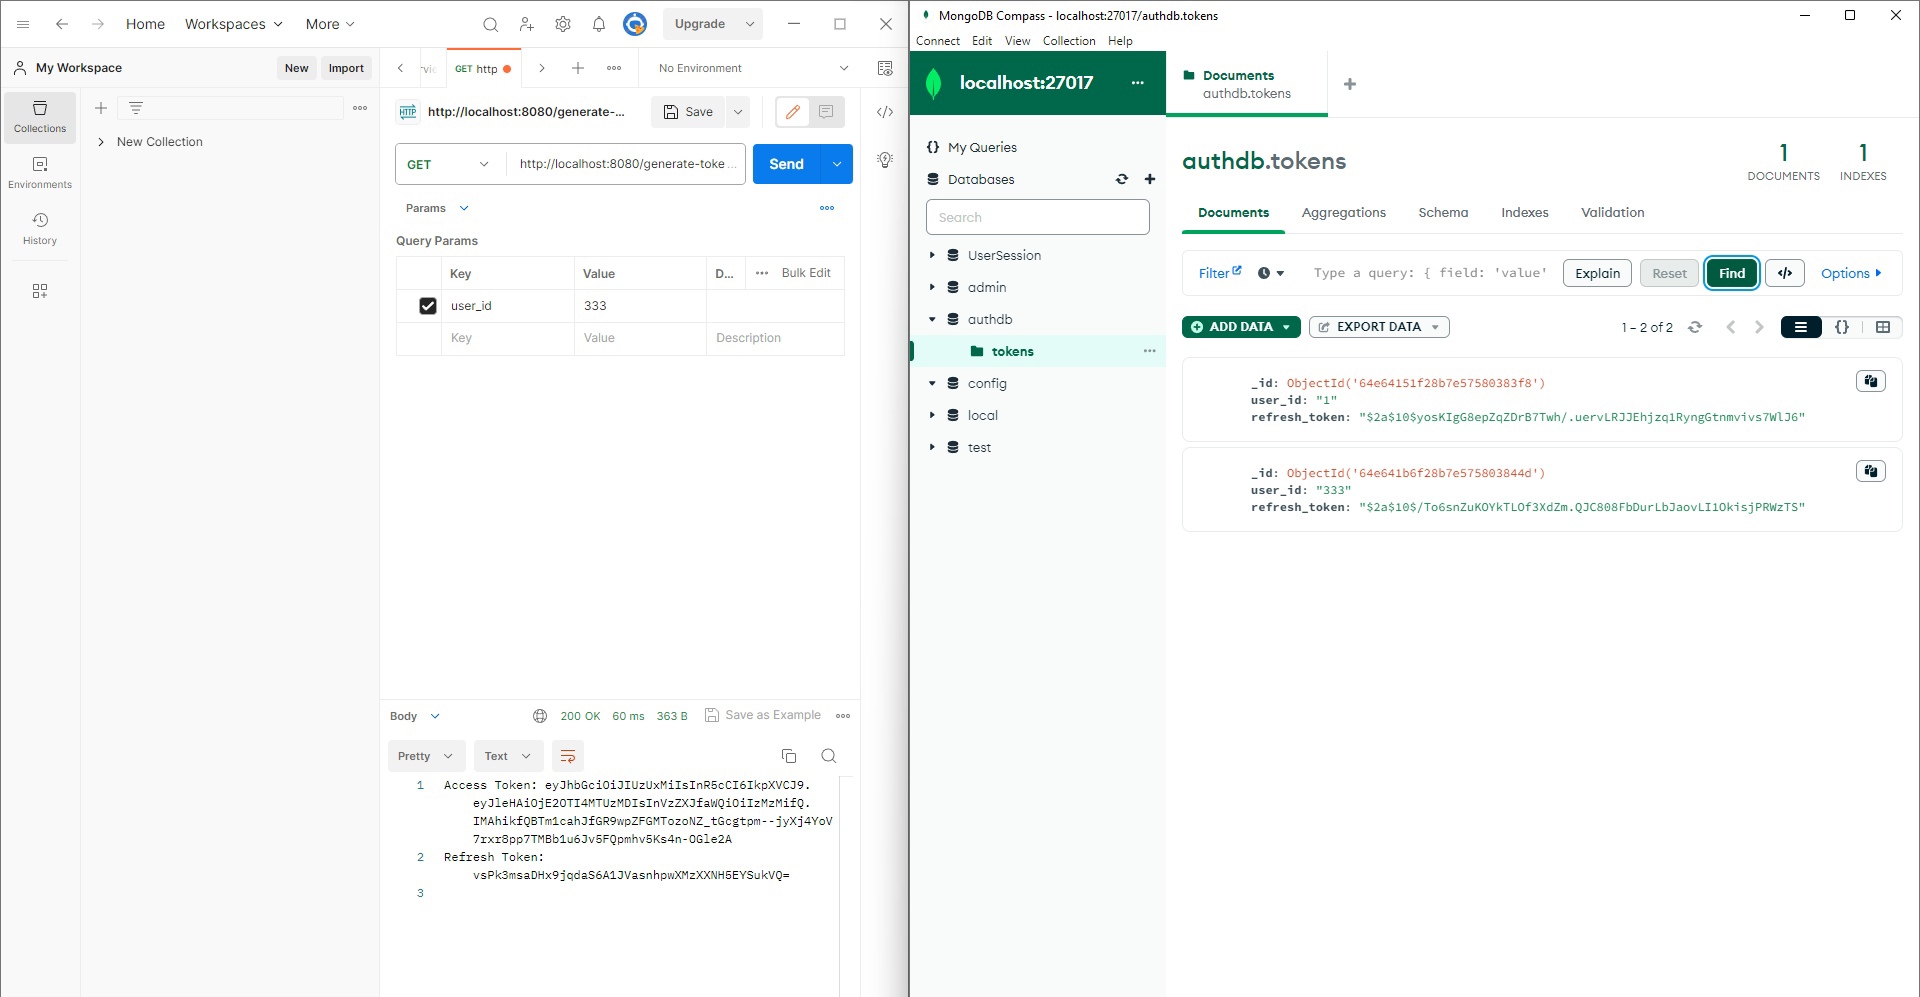 Home Workspaces More Upgrade
My Workspace New Import
GET http No Environment
Collections
Environments
History
New Collection
HTTP http://localhost:8080/generate-... Save
GET http://localhost:8080/generate-toke... Send
Params
Query Params
Key Value D... Bulk Edit
user_id 333
Key Value Description
Body 200 OK 60 ms 363 B Save as Example
Pretty Text
1 Access Token: eyJhbGciOiJIUzUxMiIsInR5cCI6IkpXVCJ9.
eyJleHAiOjE2OTI4MTUzMDIsInVzZXJfaWQiOiIzMzMifQ.
IMAhikfQBTm1cahJfGR9wpZFGMTozoNZ_tGcgtpm--jyXj4YoV
7rxr8pp7TMBb1u6Jv5FQpmhv5Ks4n-OGle2A
2 Refresh Token:
vsPk3msaDHx9jqdaS6A1JVasnhpwXMzXXNH5EYSukVQ=
3
MongoDB Compass - localhost:27017/authdb.tokens
Connect Edit View Collection Help
localhost:27017
Documents
authdb.tokens
My Queries
Databases
Search
UserSession
admin
authdb
tokens
config
local
test
authdb.tokens
1 DOCUMENTS
1 INDEXES
Documents Aggregations Schema Indexes Validation
Filter Type a query: { field: 'value' Explain Reset Find Options
ADD DATA EXPORT DATA 1 – 2 of 2
_id: ObjectId('64e64151f28b7e57580383f8')
user_id: "1"
refresh_token: "$2a$10$yosKIgG8epZqZDrB7Twh/.uervLRJJEhjzq1RyngGtnmvivs7WlJ6"
_id: ObjectId('64e641b6f28b7e575803844d')
user_id: "333"
refresh_token: "$2a$10$/To6snZuKOYkTLOf3XdZm.QJC808FbDurLbJaovLI1OkisjPRWzTS"